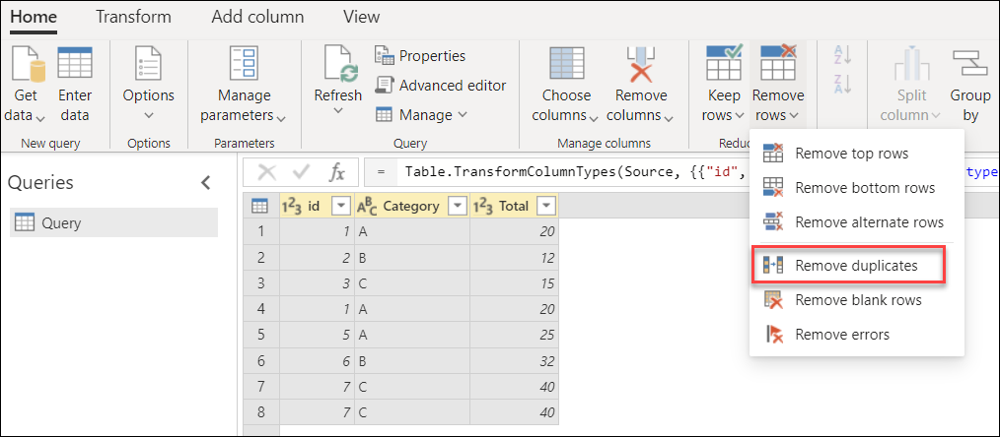 Home Transform Add column View
Get data
Enter data
New query
Options
Options
Manage parameters
Parameters
Refresh
Properties
Advanced editor
Manage
Query
Choose columns
Remove columns
Manage columns
Keep rows
Remove rows
Split column
Group by
Remove top rows
Remove bottom rows
Remove alternate rows
Remove duplicates
Remove blank rows
Remove errors
Queries
Query
fx = Table.TransformColumnTypes(Source, {{"id", type
123 id ABC Category 123 Total
1 1 A 20
2 2 B 12
3 3 C 15
4 1 A 20
5 5 A 25
6 6 B 32
7 7 C 40
8 7 C 40